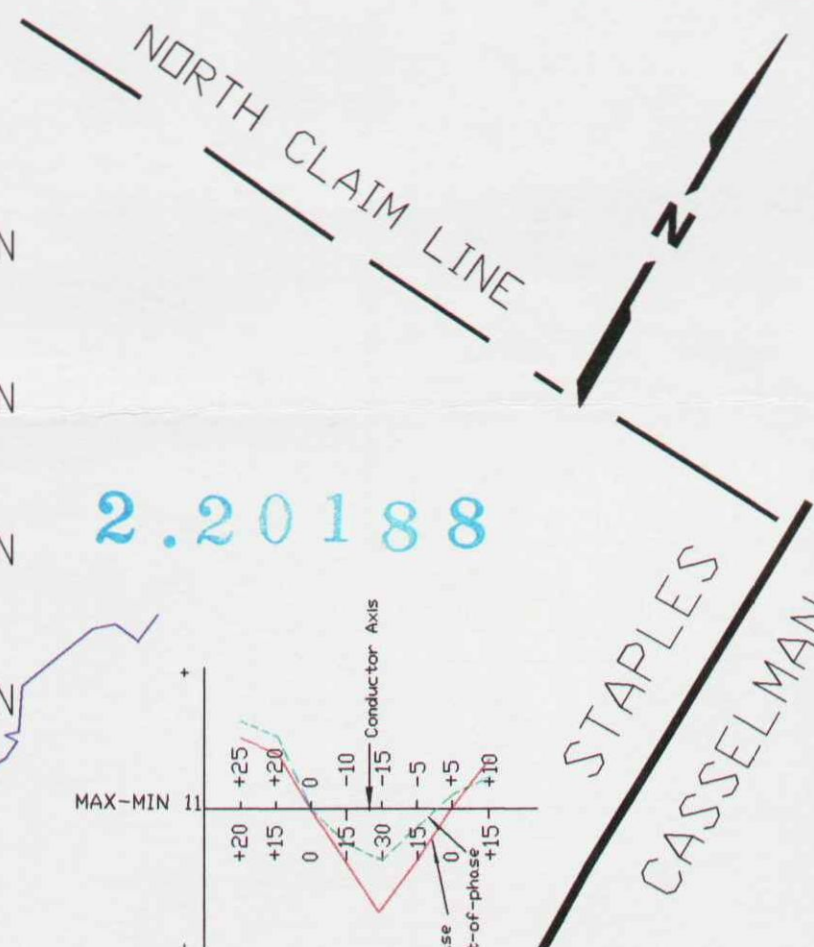 NORTH CLAIM LINE
N
N
N
N
N
2.20188
STAPLES
CASSELMAN
Conductor Axis
+
+25
+20
0
-10
-15
-5
+5
+10
MAX-MIN 11
+20
+15
0
-15
-30
-15
0
+15